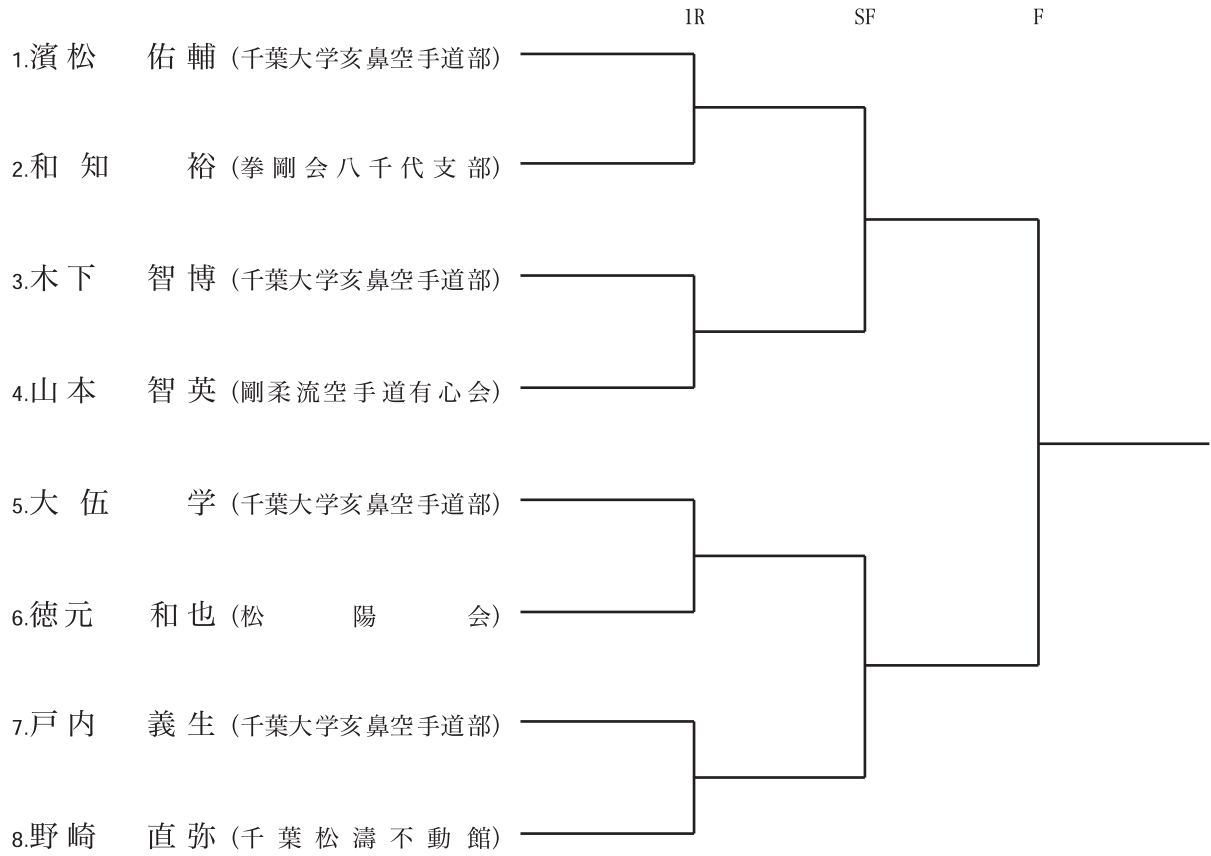 1R SF F
1.濱松 佑輔 (千葉大学亥鼻空手道部)
2.和知 裕 (拳剛会八千代支部)
3.木下 智博 (千葉大学亥鼻空手道部)
4.山本 智英 (剛柔流空手道有心会)
5.大伍 学 (千葉大学亥鼻空手道部)
6.徳元 和也 (松陽会)
7.戸内 義生 (千葉大学亥鼻空手道部)
8.野崎 直弥 (千葉松濤不動館)